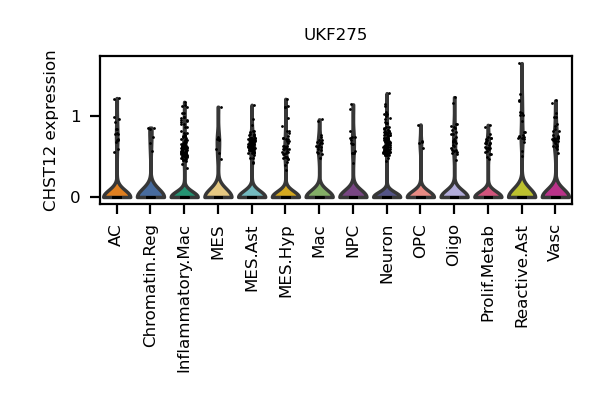 UKF275
CHST12 expression
1
0
AC
Chromatin.Reg
Inflammatory.Mac
MES
MES.Ast
MES.Hyp
Mac
NPC
Neuron
OPC
Oligo
Prolif.Metab
Reactive.Ast
Vasc